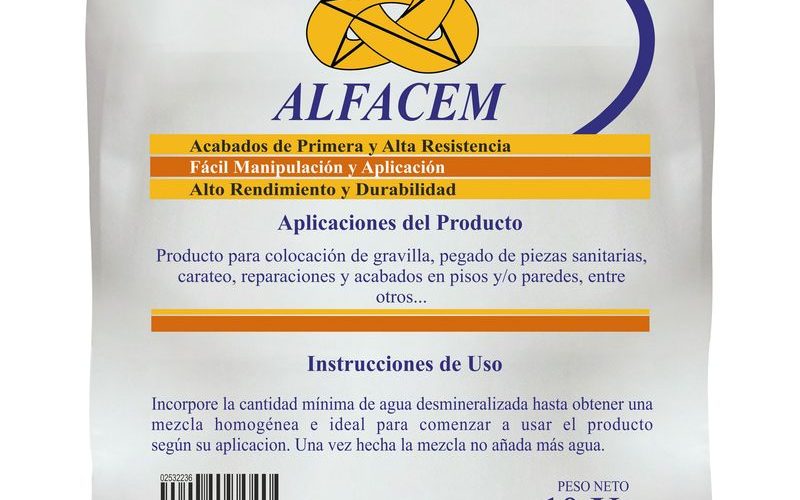 ALFACEM
Acabados de Primera y Alta Resistencia
Fácil Manipulación y Aplicación
Alto Rendimiento y Durabilidad
Aplicaciones del Producto
Producto para colocación de gravilla, pegado de piezas sanitarias,
carateo, reparaciones y acabados en pisos y/o paredes, entre
otros...
Instrucciones de Uso
Incorpore la cantidad mínima de agua desmineralizada hasta obtener una
mezcla homogénea e ideal para comenzar a usar el producto
según su aplicacion. Una vez hecha la mezcla no añada más agua.
02532236
PESO NETO